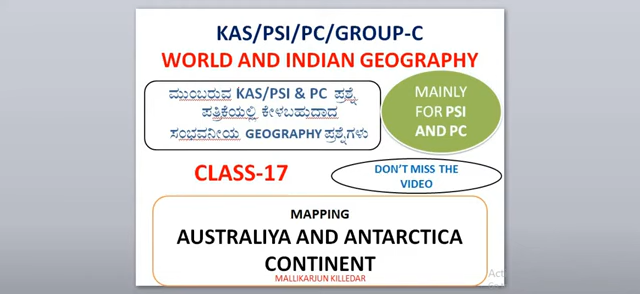 KAS/PSI/PC/GROUP-C
WORLD AND INDIAN GEOGRAPHY
ಮುಂಬರುವ KAS/PSI & PC ಪ್ರಶ್ನೆ
ಪತ್ರಿಕೆಯಲ್ಲಿ ಕೇಳಬಹುದಾದ
ಸಂಭವನೀಯ GEOGRAPHY ಪ್ರಶ್ನೆಗಳು
MAINLY
FOR PSI
AND PC
CLASS-17
DON'T MISS THE
VIDEO
MAPPING
AUSTRALIYA AND ANTARCTICA
CONTINENT
MALLIKARJUN KILLEDAR